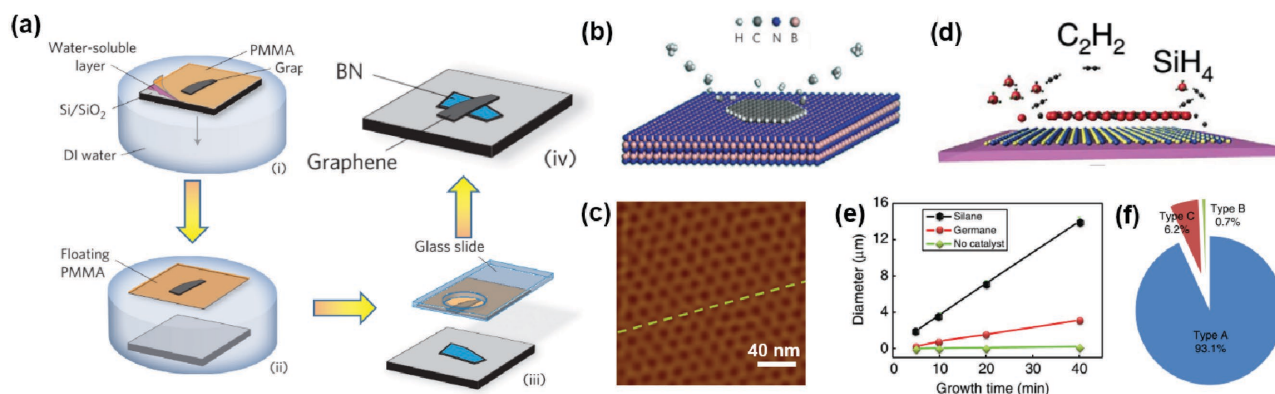 (a)
Water-soluble
layer
PMMA
Grap
Si/SiO2
DI water
(i)
Floating
PMMA
(ii)
Glass slide
(iii)
BN
Graphene
(iv)
(b)
H C N B
(c)
40 nm
(d)
C2H2
SiH4
(e)
Diameter (μm)
16
12
8
4
0
Silane
Germane
No catalyst
0 10 20 30 40
Growth time (min)
(f)
Type C
6.2%
Type B
0.7%
Type A
93.1%